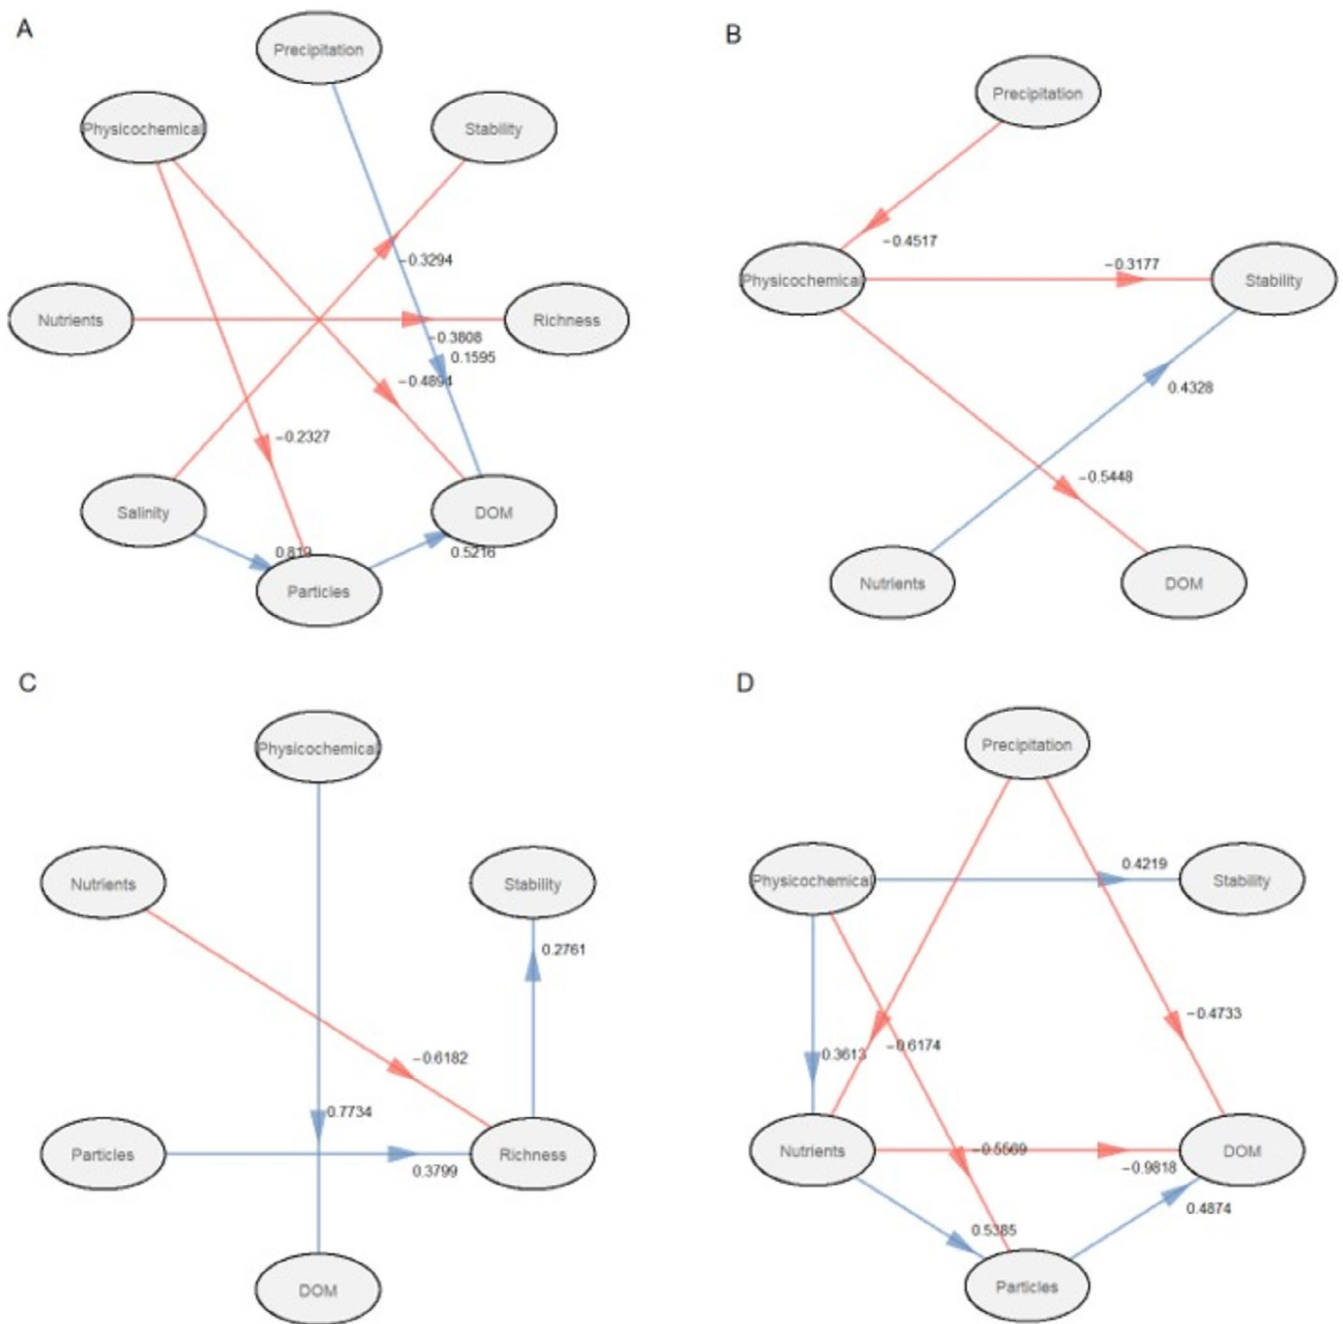 A
Precipitation
Physicochemical
Stability
−0.3294
Nutrients
Richness
−0.3808
0.1595
−0.4894
−0.2327
Salinity
DOM
0.819
0.5216
Particles
B
Precipitation
−0.4517
Physicochemical
−0.3177
Stability
0.4328
−0.5448
Nutrients
DOM
C
Physicochemical
Nutrients
Stability
0.2761
−0.6182
0.7734
Particles
Richness
0.3799
DOM
D
Precipitation
Physicochemical
0.4219
Stability
−0.4733
0.3613
−0.6174
Nutrients
−0.5569
DOM
−0.9818
0.4874
0.5385
Particles